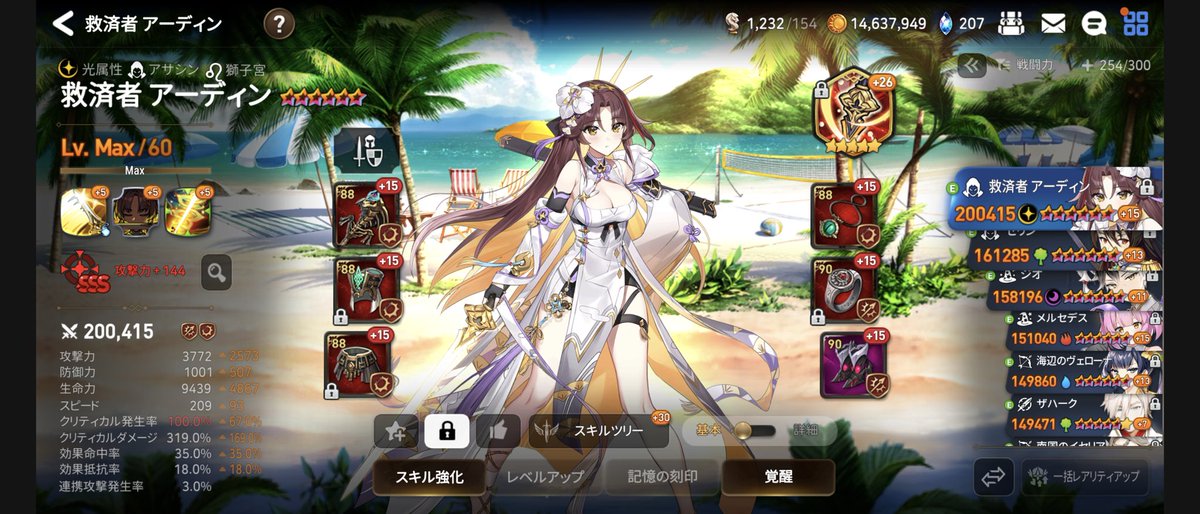 救済者 アーディン
?
1,232/154
14,637,949
207
光属性 アサシン 獅子宮
救済者 アーディン
Lv. Max/60
Max
+5
+5
+5
SSS
攻撃力+144
200,415
攻撃力 3772 2573
防御力 1001 507
生命力 9439 4867
スピード 209 93
クリティカル発生率 100.0% 67.0%
クリティカルダメージ 319.0% 169.0%
効果命中率 35.0% 35.0%
効果抵抗率 18.0% 18.0%
連携攻撃発生率 3.0%
88 +15
88 +15
88 +15
+26
88 +15
90 +15
90 +15
スキルツリー
+30
基本
詳細
スキル強化
レベルアップ
記憶の刻印
覚醒
戦闘力
254/300
E 救済者 アーディン
200415 +15
161285 +13
E ジオ
158196 +11
E メルセデス
151040 +15
E 海辺のヴェロー
149860 +13
E ザハーク
149471 +7
一括レアリティアップ